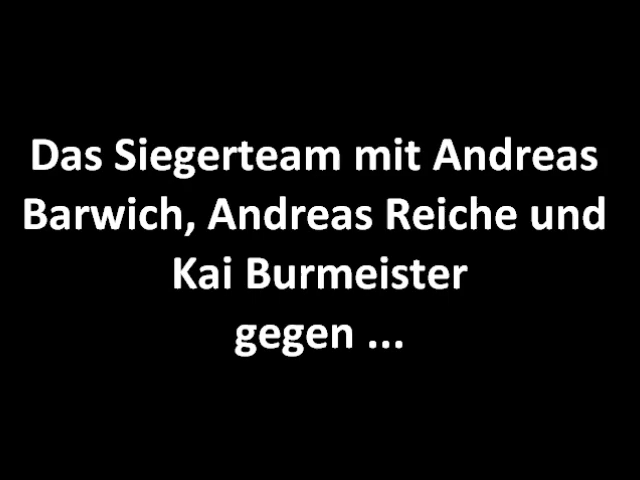 Das Siegerteam mit Andreas
Barwich, Andreas Reiche und
Kai Burmeister
gegen ...